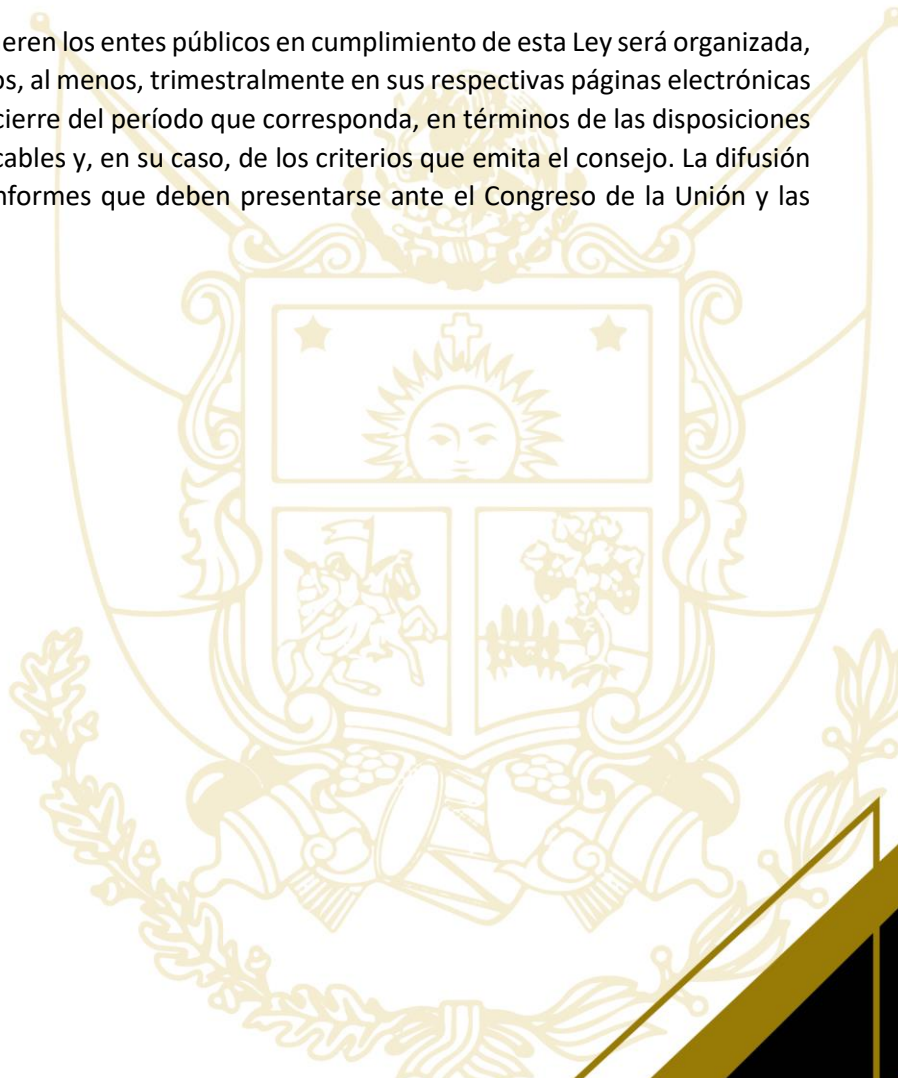 eren los entes públicos en cumplimiento de esta Ley será organizada,
os, al menos, trimestralmente en sus respectivas páginas electrónicas
cierre del período que corresponda, en términos de las disposiciones
cables y, en su caso, de los criterios que emita el consejo. La difusión
nformes que deben presentarse ante el Congreso de la Unión y las